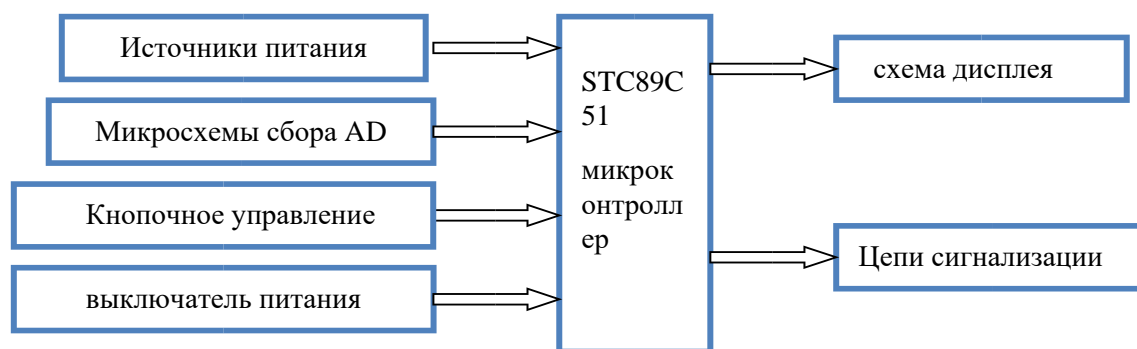 Источники питания
Микросхемы сбора AD
Кнопочное управление
выключатель питания
STC89C
51
микрок
онтролл
ер
схема дисплея
Цепи сигнализации